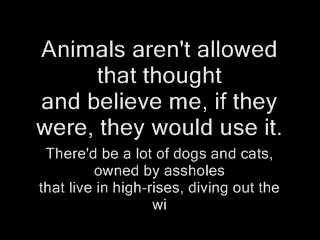 Animals aren't allowed
that thought
and believe me, if they
were, they would use it.
There'd be a lot of dogs and cats,
owned by assholes
that live in high-rises, diving out the
wi